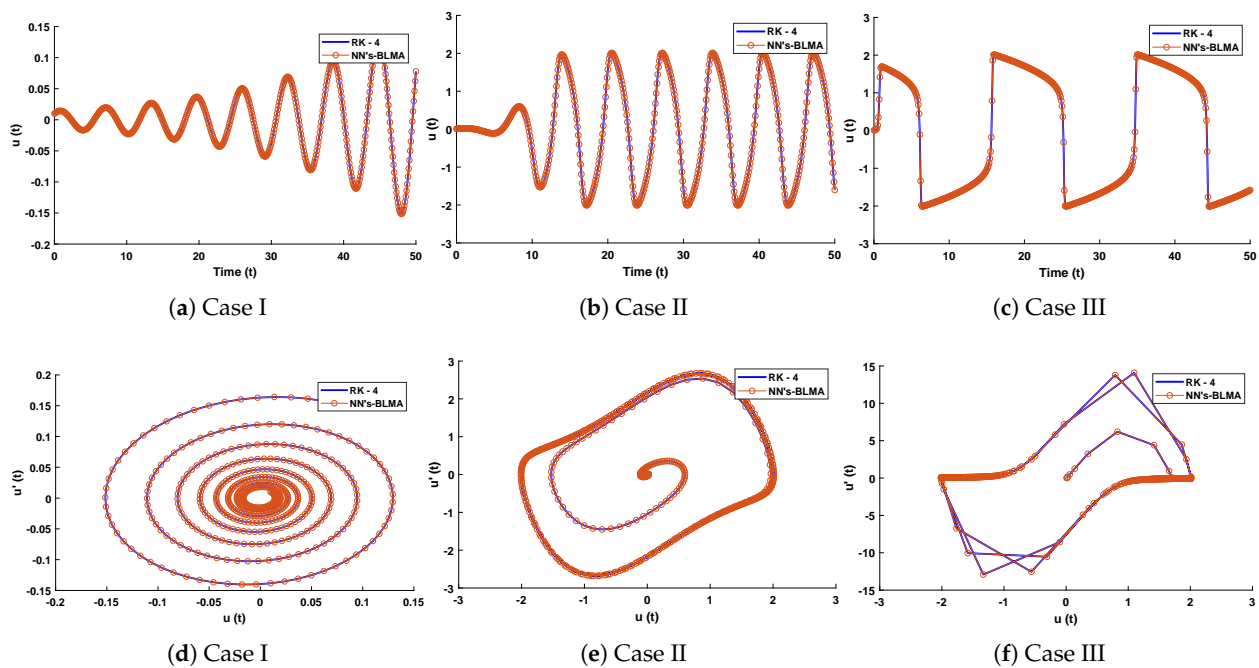 0.15
0.1
0.05
0
-0.05
-0.1
-0.15
-0.2
u (t)
0 10 20 30 40 50
Time (t)
RK - 4
NN's-BLMA
(a) Case I
3
2
1
0
-1
-2
-3
u (t)
0 10 20 30 40 50
Time (t)
RK - 4
NN's-BLMA
(b) Case II
3
2
1
0
-1
-2
-3
u (t)
0 10 20 30 40 50
Time (t)
RK - 4
NN's-BLMA
(c) Case III
0.2
0.15
0.1
0.05
0
-0.05
-0.1
-0.15
u' (t)
-0.2 -0.15 -0.1 -0.05 0 0.05 0.1 0.15
u (t)
RK - 4
NN's-BLMA
(d) Case I
3
2
1
0
-1
-2
-3
u' (t)
-3 -2 -1 0 1 2 3
u (t)
RK - 4
NN's-BLMA
(e) Case II
15
10
5
0
-5
-10
-15
u' (t)
-3 -2 -1 0 1 2 3
u (t)
RK - 4
NN's-BLMA
(f) Case III